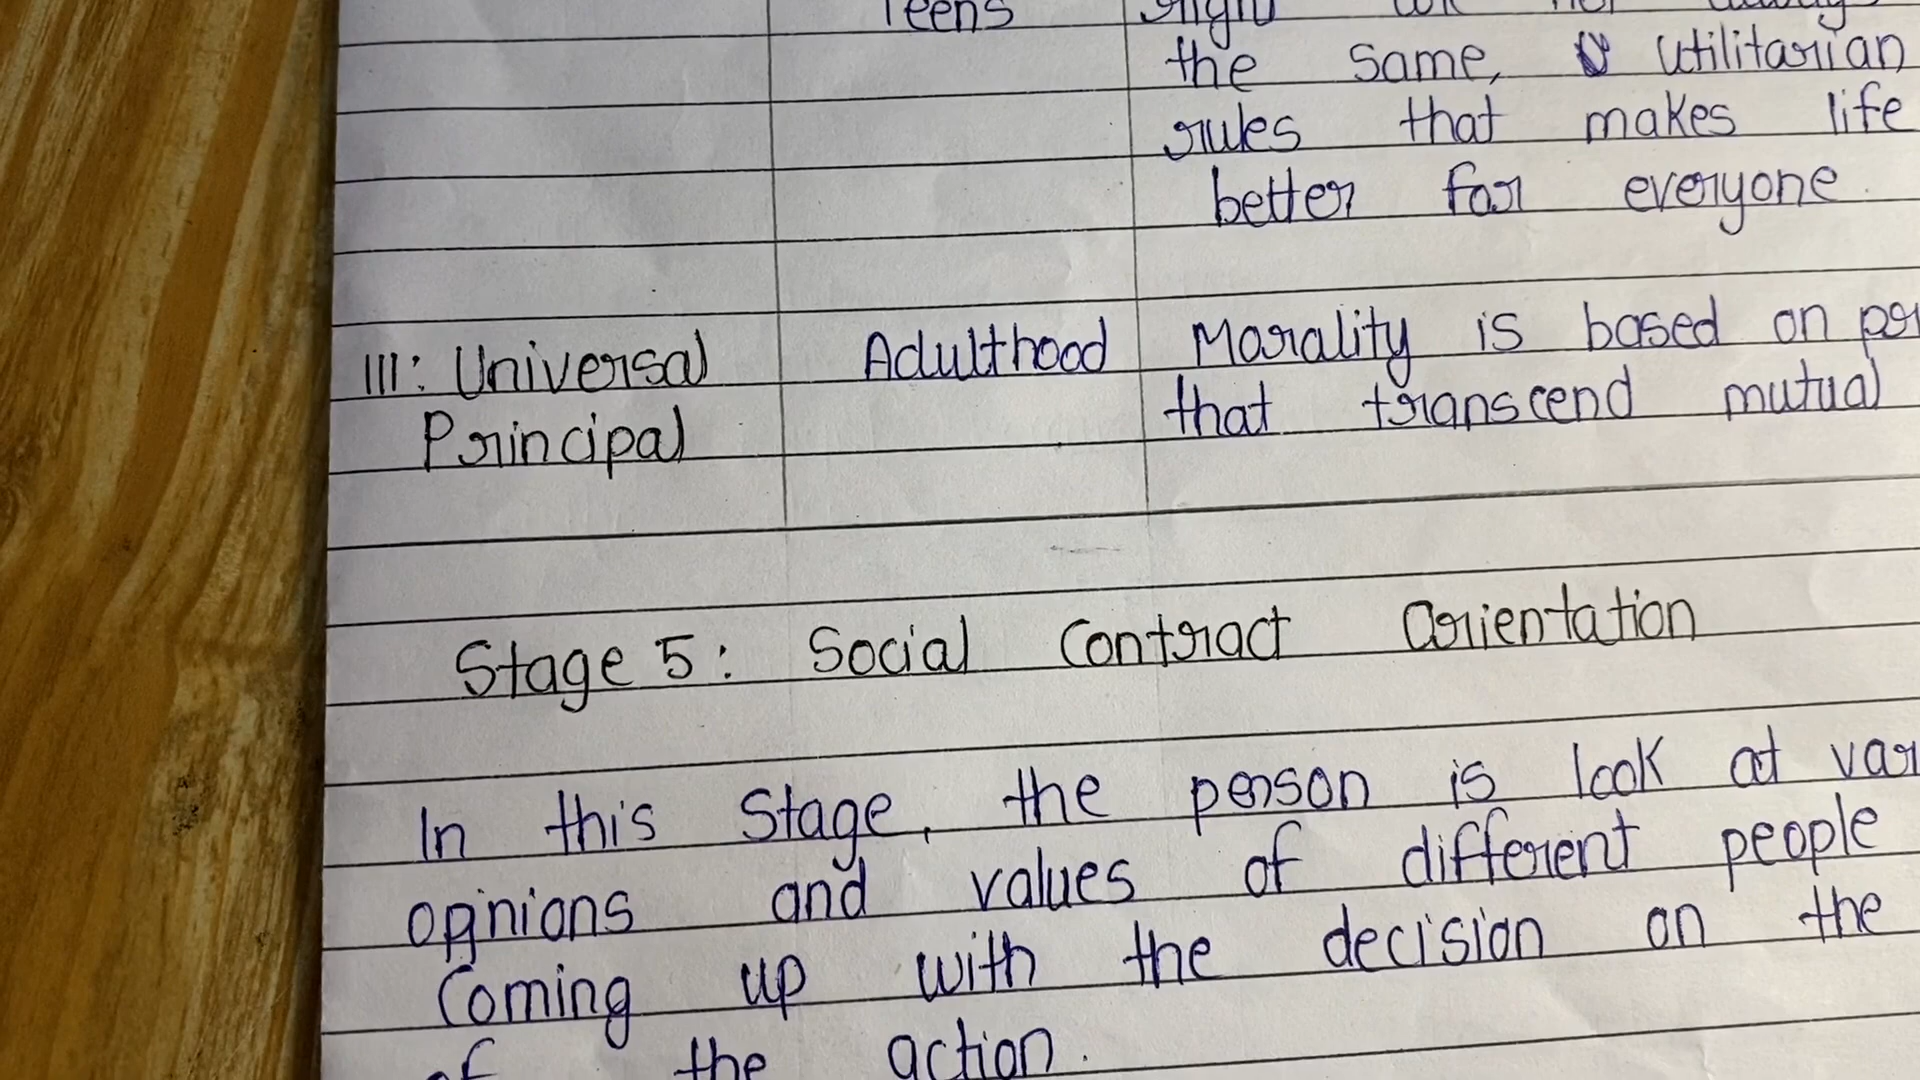 Teens
the same, utilitarian
rules that makes life
better for everyone
III: Universal Adulthood Morality is based on
Principal that transcend mutual
Stage 5: Social Contract Orientation
In this Stage, the person is look at
opinions and values of different people
Coming up with the decision on the
of the action.